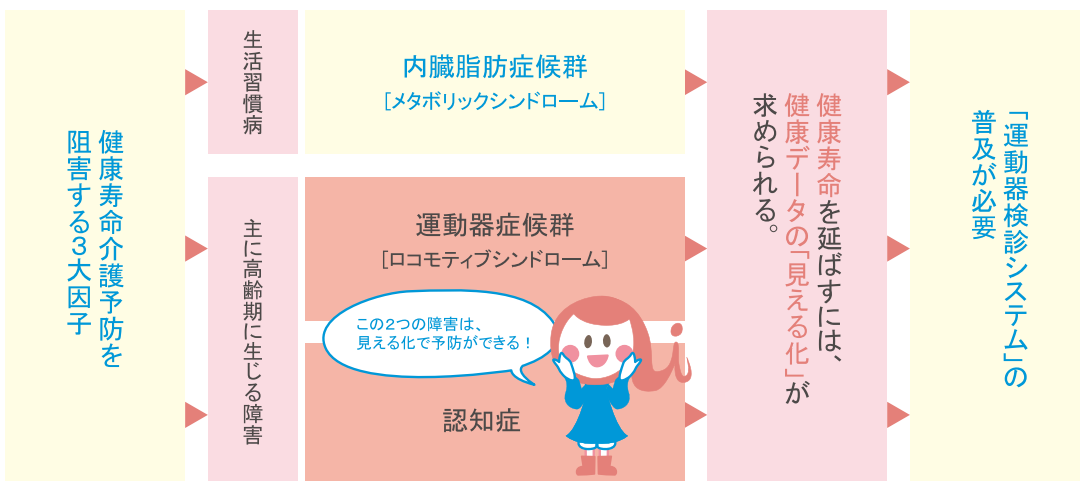 健康寿命介護予防を
阻害する3大因子
生活習慣病
内臓脂肪症候群
［メタボリックシンドローム］
主に高齢期に生じる障害
運動器症候群
［ロコモティブシンドローム］
この2つの障害は、
見える化で予防ができる！
認知症
健康寿命を延ばすには、
健康データの「見える化」が
求められる。
「運動器検診システム」の
普及が必要